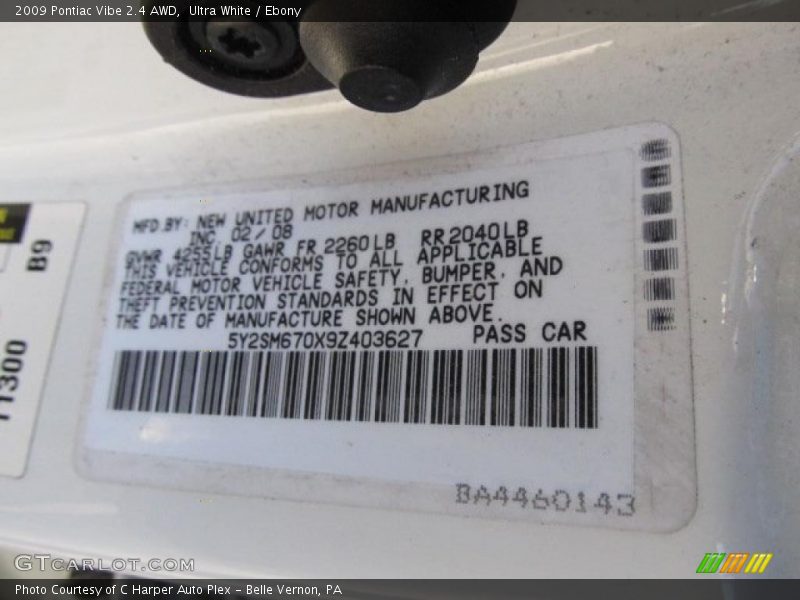 2009 Pontiac Vibe 2.4 AWD,  Ultra White / Ebony
B9
11300
MFD.BY: NEW UNITED MOTOR MANUFACTURING
INC. 02/08
GVWR 4255LB GAWR FR 2260LB RR2040LB
THIS VEHICLE CONFORMS TO ALL APPLICABLE
FEDERAL MOTOR VEHICLE SAFETY, BUMPER, AND
THEFT PREVENTION STANDARDS IN EFFECT ON
THE DATE OF MANUFACTURE SHOWN ABOVE.
5Y2SM670X9Z403627 PASS CAR
BA4460143
GTCARLOT.COM
Photo Courtesy of C Harper Auto Plex - Belle Vernon, PA